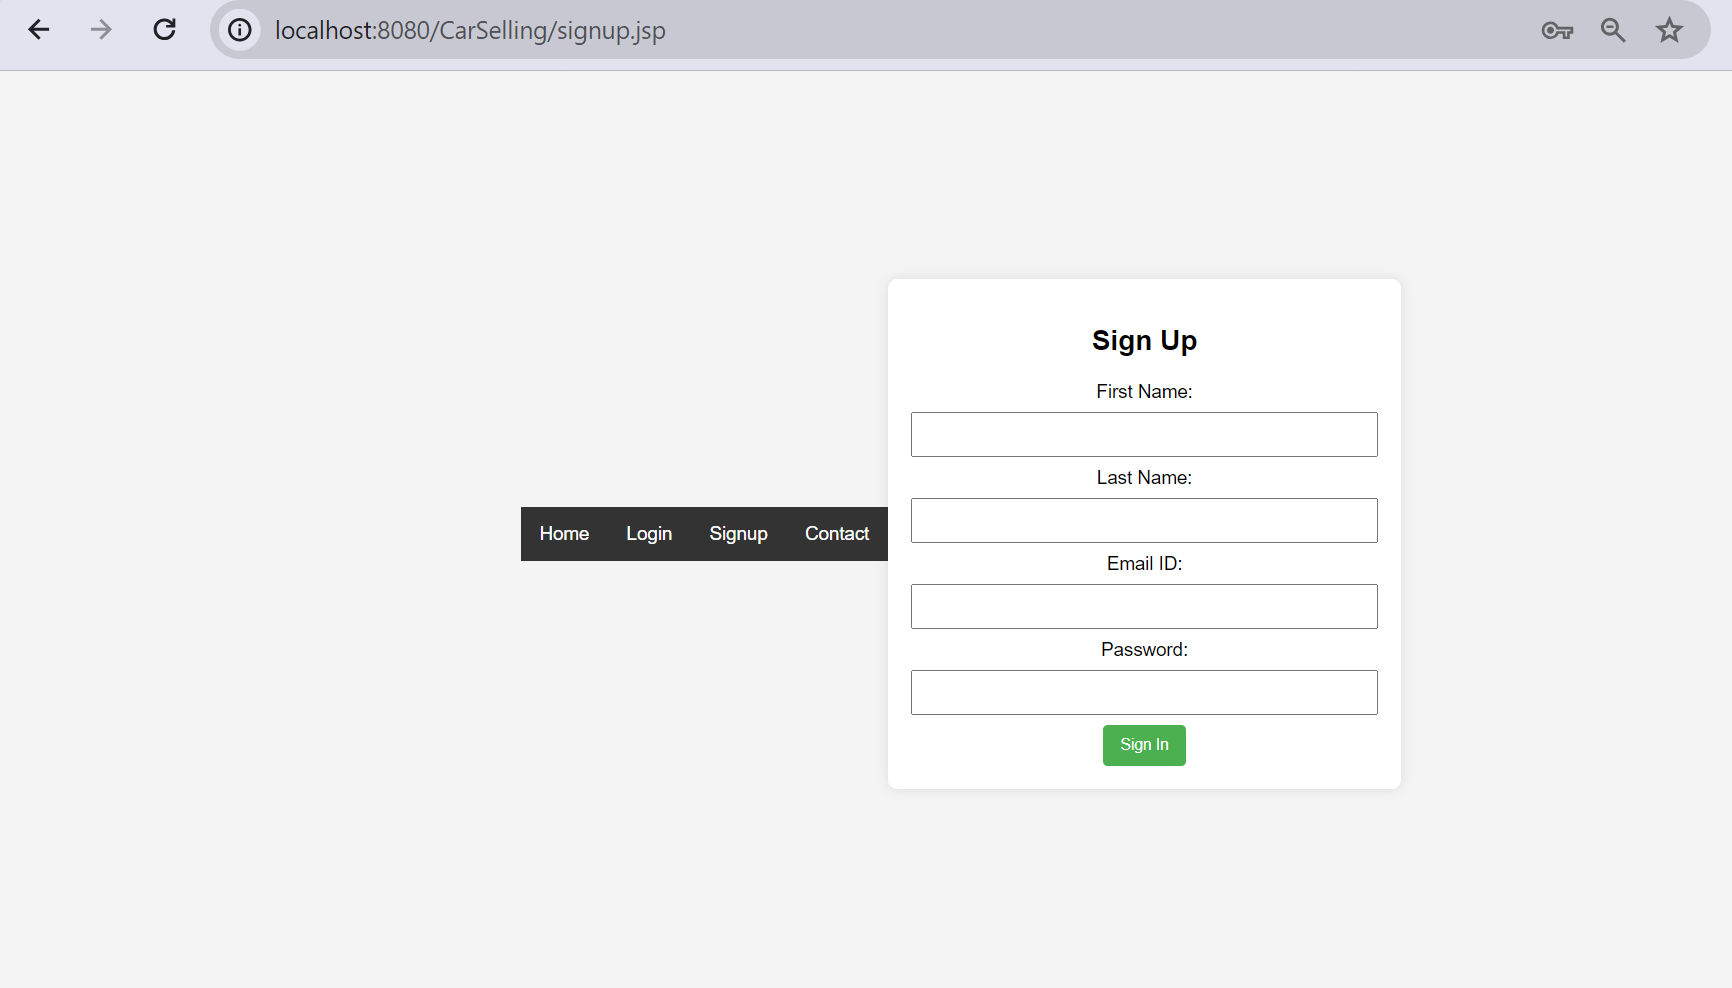 localhost:8080/CarSelling/signup.jsp
Sign Up
First Name:
Last Name:
Home Login Signup Contact
Email ID:
Password:
Sign In